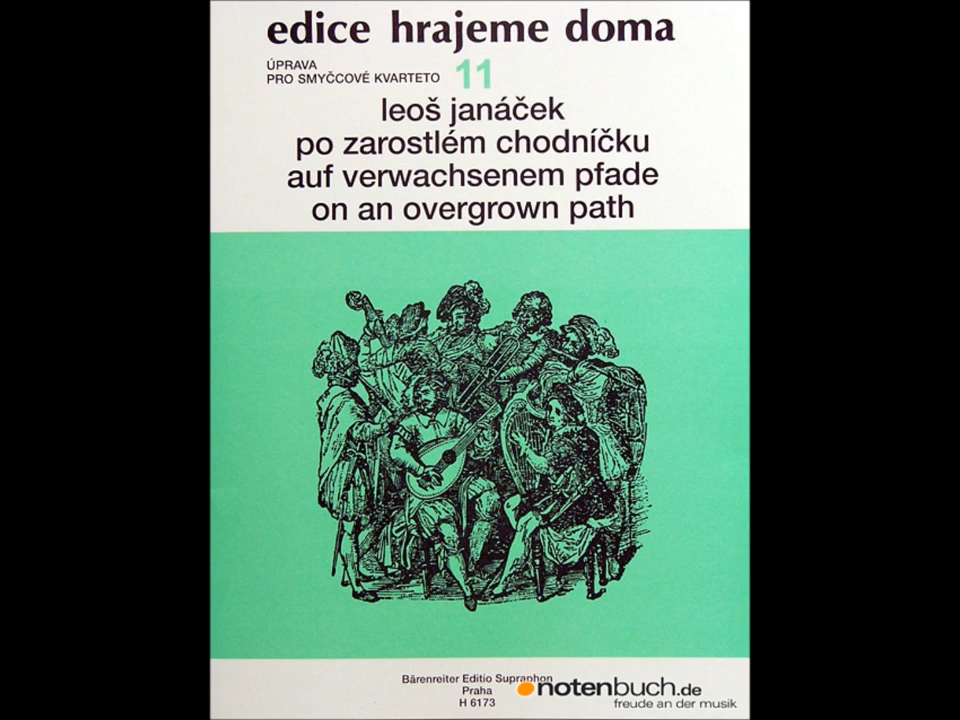 edice hrajeme doma
ÚPRAVA
PRO SMYČCOVÉ KVARTETO 11
leoš janáček
po zarostlém chodníčku
auf verwachsenem pfade
on an overgrown path
Bärenreiter Editio Supraphon
Praha
H 6173
notenbuch.de
freude an der musik